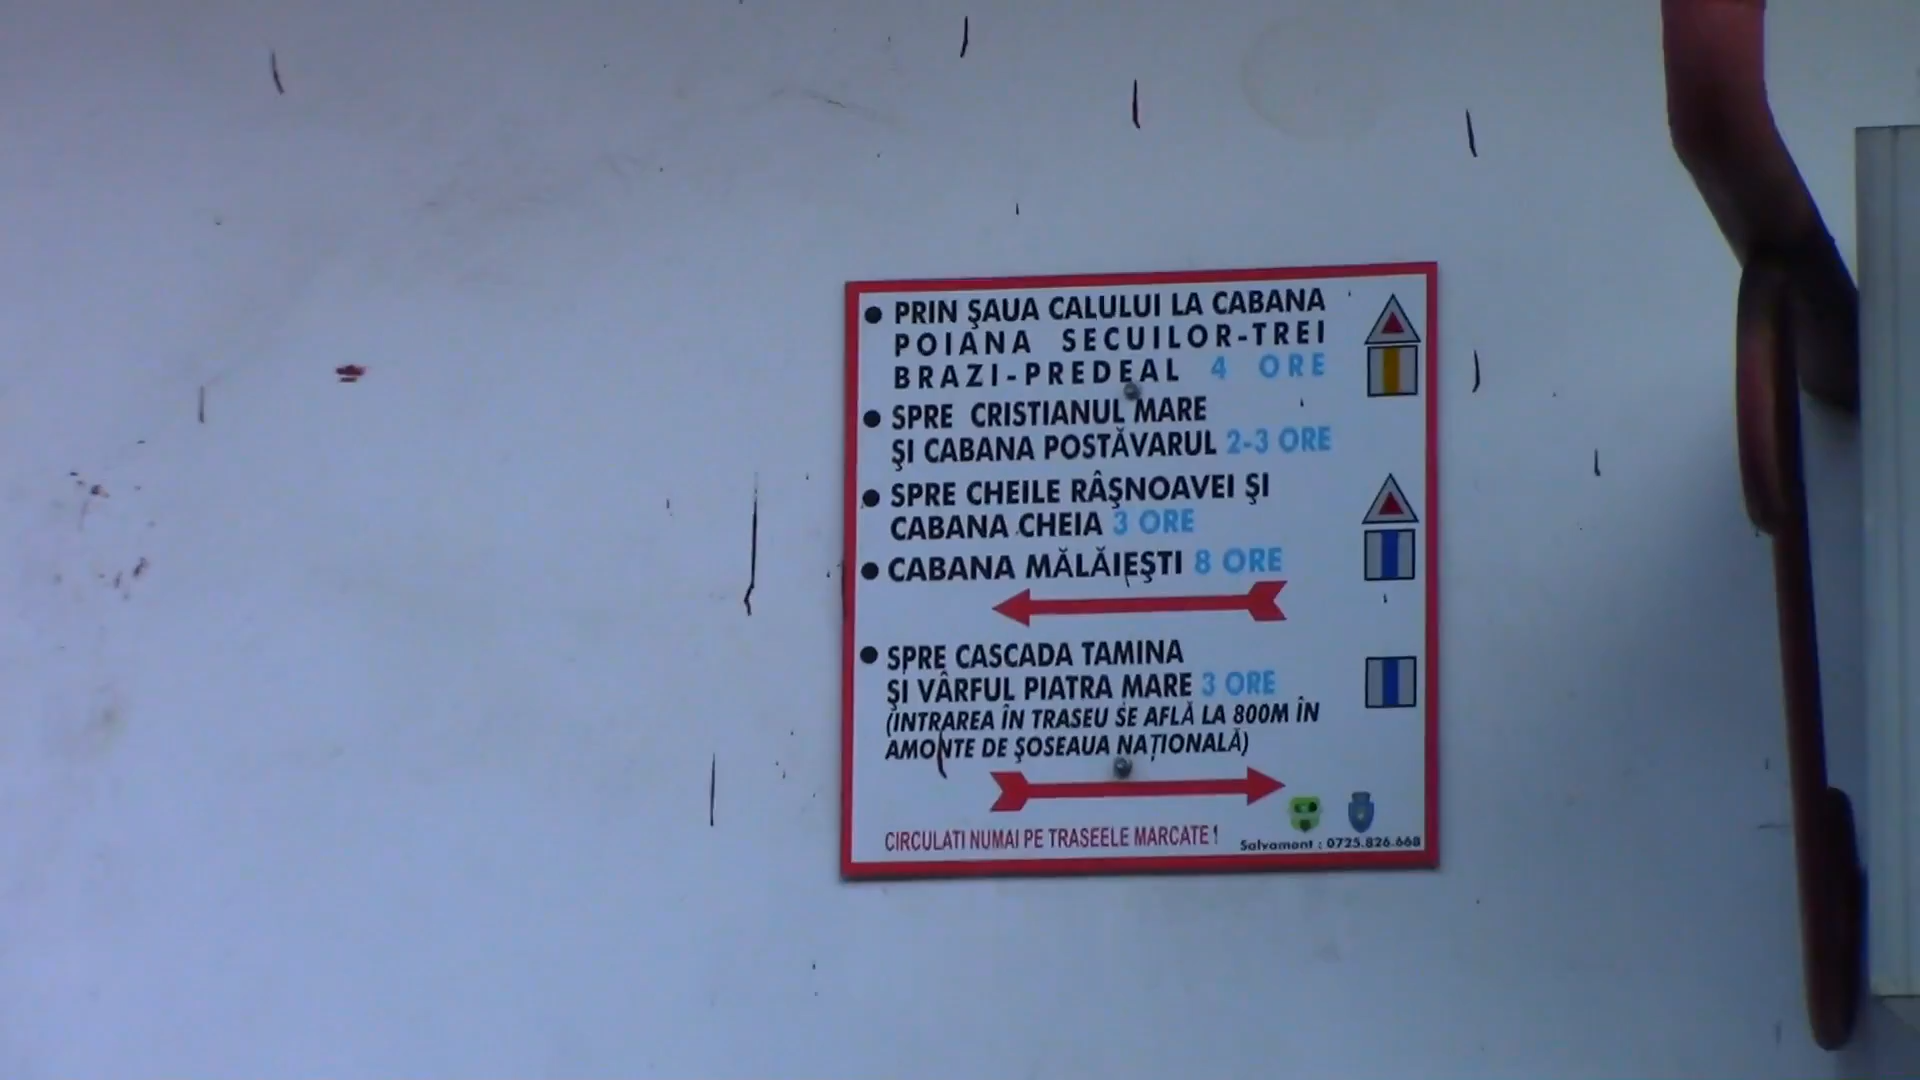 PRIN ŞAUA CALULUI LA CABANA
POIANA SECUILOR-TREI
BRAZI-PREDEAL 4 ORE
SPRE CRISTIANUL MARE
ŞI CABANA POSTĂVARUL 2-3 ORE
SPRE CHEILE RÂŞNOAVEI ŞI
CABANA CHEIA 3 ORE
CABANA MĂLĂIEŞTI 8 ORE
SPRE CASCADA TAMINA
ŞI VÂRFUL PIATRA MARE 3 ORE
(INTRAREA ÎN TRASEU SE AFLĂ LA 800M ÎN
AMONTE DE ŞOSEAUA NAȚIONALĂ)
CIRCULATI NUMAI PE TRASEELE MARCATE !
Salvamont : 0725.826.668